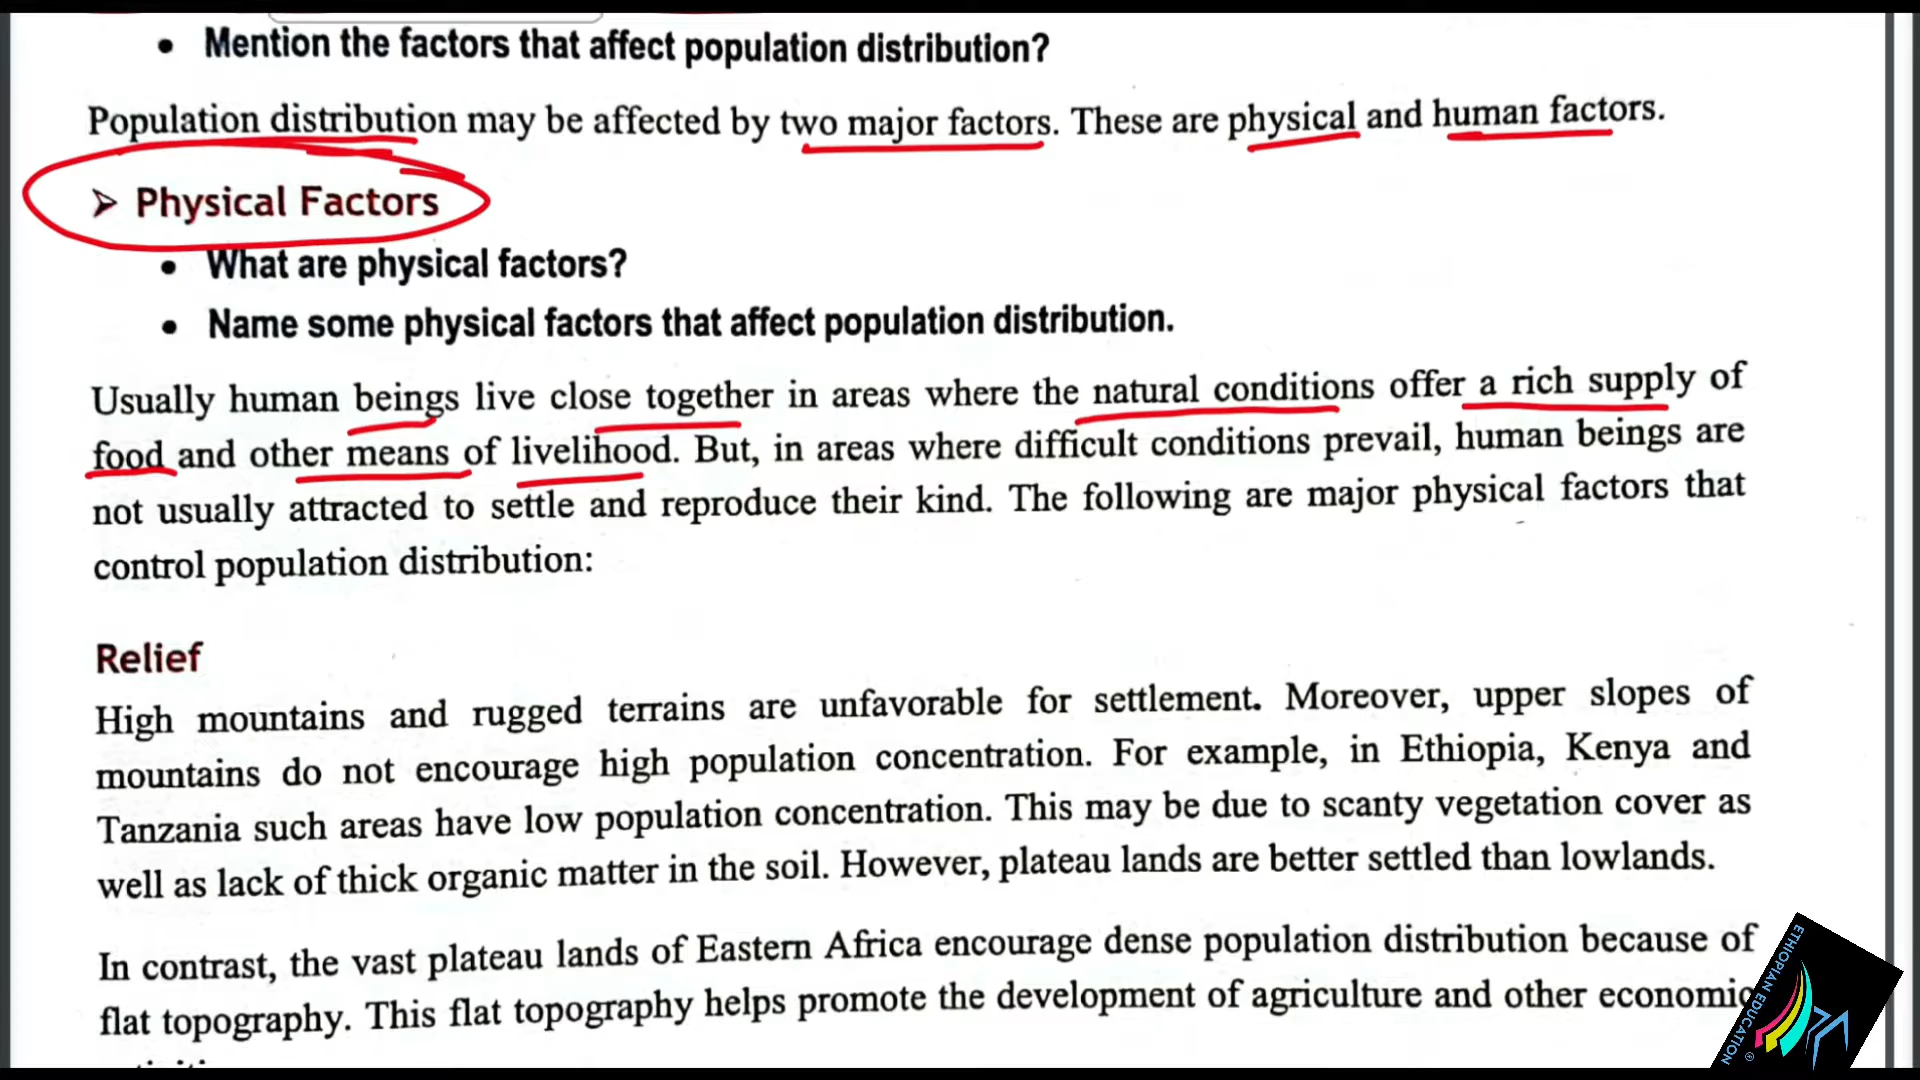 • Mention the factors that affect population distribution?
Population distribution may be affected by two major factors. These are physical and human factors.
➢ Physical Factors
• What are physical factors?
• Name some physical factors that affect population distribution.
Usually human beings live close together in areas where the natural conditions offer a rich supply of
food and other means of livelihood. But, in areas where difficult conditions prevail, human beings are
not usually attracted to settle and reproduce their kind. The following are major physical factors that
control population distribution:
Relief
High mountains and rugged terrains are unfavorable for settlement. Moreover, upper slopes of
mountains do not encourage high population concentration. For example, in Ethiopia, Kenya and
Tanzania such areas have low population concentration. This may be due to scanty vegetation cover as
well as lack of thick organic matter in the soil. However, plateau lands are better settled than lowlands.
In contrast, the vast plateau lands of Eastern Africa encourage dense population distribution because of
flat topography. This flat topography helps promote the development of agriculture and other economic
ETHIOPIAN EDUCATION ®